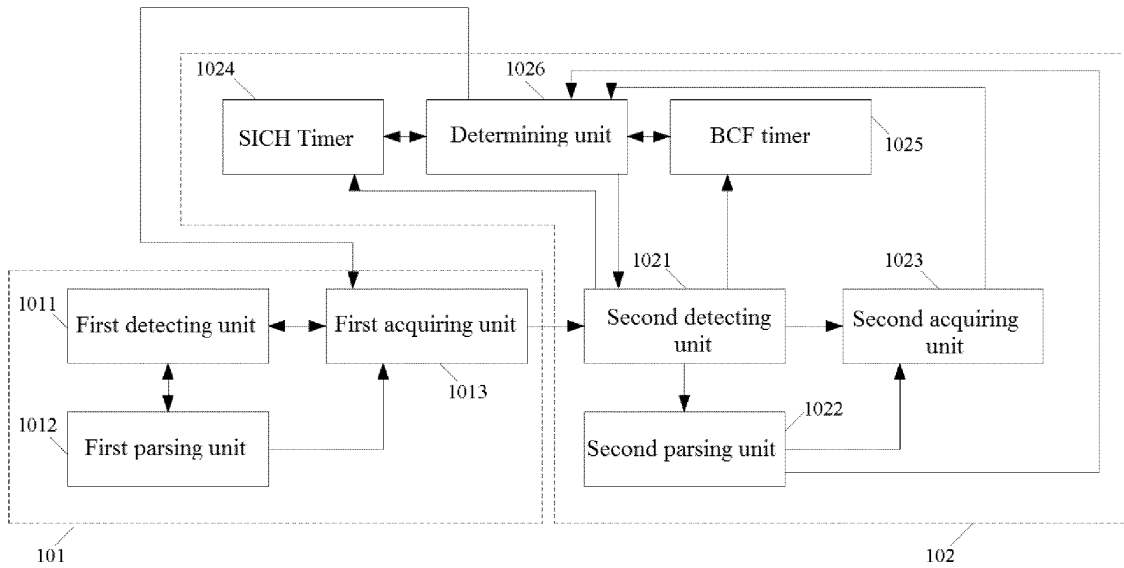 1024
1026
SICH Timer
Determining unit
BCF timer
1025
1011
1021
1023
First detecting unit
First acquiring unit
Second detecting
unit
Second acquiring
unit
1013
1012
1022
First parsing unit
Second parsing unit
101
102